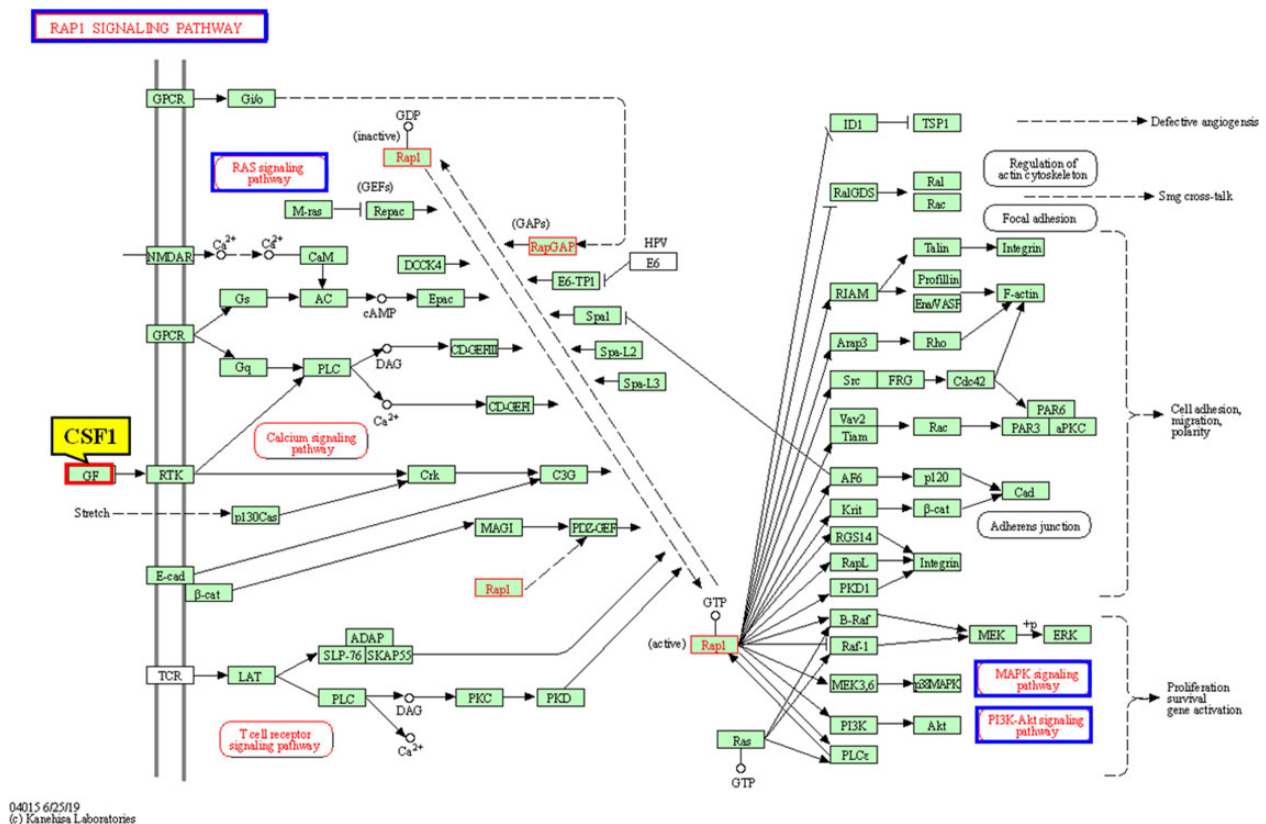 RAP1 SIGNALING PATHWAY
GPCR
Gi/o
GDP
(inactive)
Rap1
RAS signaling
pathway
(GEFs)
M-ras
Repac
(GAPs)
RapGAP
HPV
E6
E6-TP1
NMDAR
Ca2+
Ca2+
CaM
DOCK4
Gs
AC
cAMP
Epac
Spa1
GPCR
Gq
PLC
DAG
CD-GEFIII
Spa-L2
Spa-L3
Ca2+
CD-GEFI
CSF1
GF
RTK
Calcium signaling
pathway
Crk
C3G
Stretch
p130Cas
MAGI
PDZ-GEF
E-cad
β-cat
Rap1
GTP
(active)
Rap1
ADAP
SLP-76
SKAP55
TCR
LAT
PLC
DAG
PKC
PKD
Ca2+
T cell receptor
signaling pathway
Ras
GTP
ID1
TSP1
Defective angiogensis
Regulation of
actin cytoskeleton
RalGDS
Ral
Rac
Smg cross-talk
Focal adhesion
Talin
Integrin
RIAM
Profillin
Ena/VASP
F-actin
Arap3
Rho
Src
FRG
Cdc42
PAR6
PAR3
aPKC
Vav2
Tiam
Rac
Cell adhesion,
migration,
polarity
AF6
p120
Cad
Krit
β-cat
Adherens junction
RGS14
RapL
Integrin
PKD1
B-Raf
Raf-1
MEK
+p
ERK
MEK3,6
p38MAPK
MAPK signaling
pathway
Proliferation
survival
gene activation
PI3K
Akt
PI3K-Akt signaling
pathway
PLCε
04015 6/25/19
(c) Kanehisa Laboratories